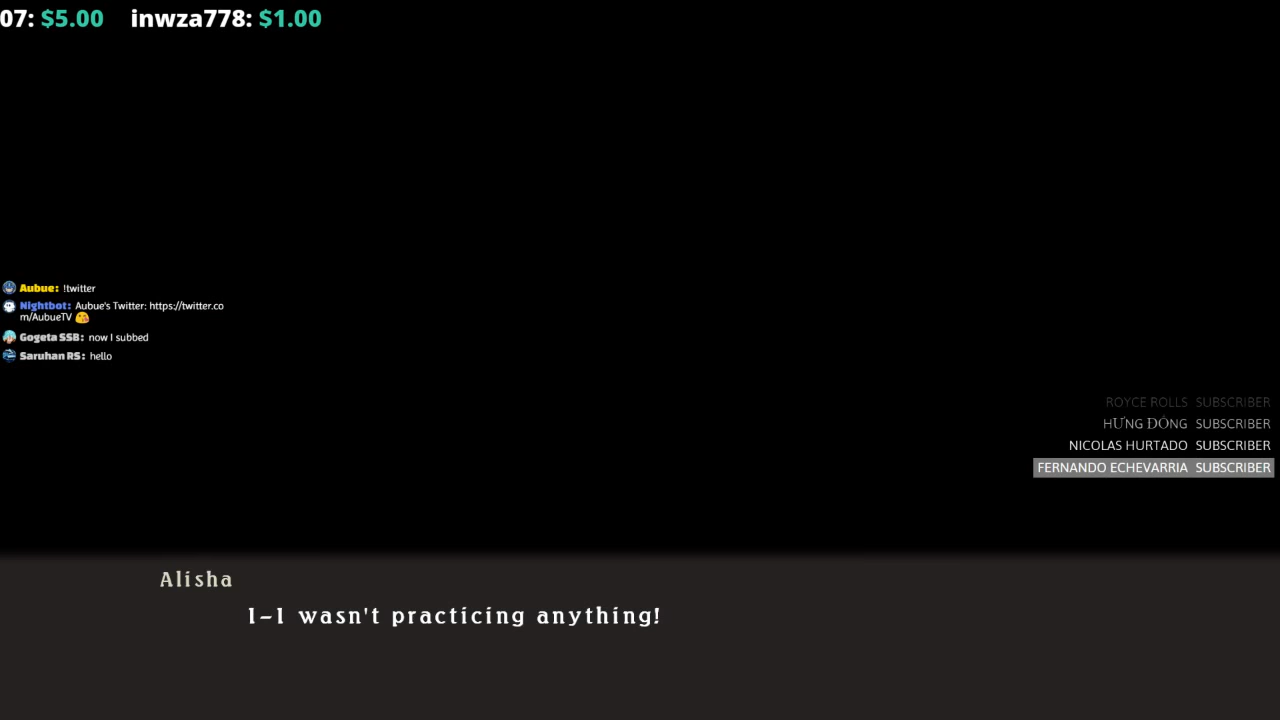 07: $5.00 inwza778: $1.00
Aubue: !twitter
Nightbot: Aubue's Twitter: https://twitter.co
m/AubueTV
Gogeta SSB: now I subbed
Saruhan RS: hello
ROYCE ROLLS SUBSCRIBER
HƯNG ĐÔNG SUBSCRIBER
NICOLAS HURTADO SUBSCRIBER
FERNANDO ECHEVARRIA SUBSCRIBER
Alisha
I-I wasn't practicing anything!